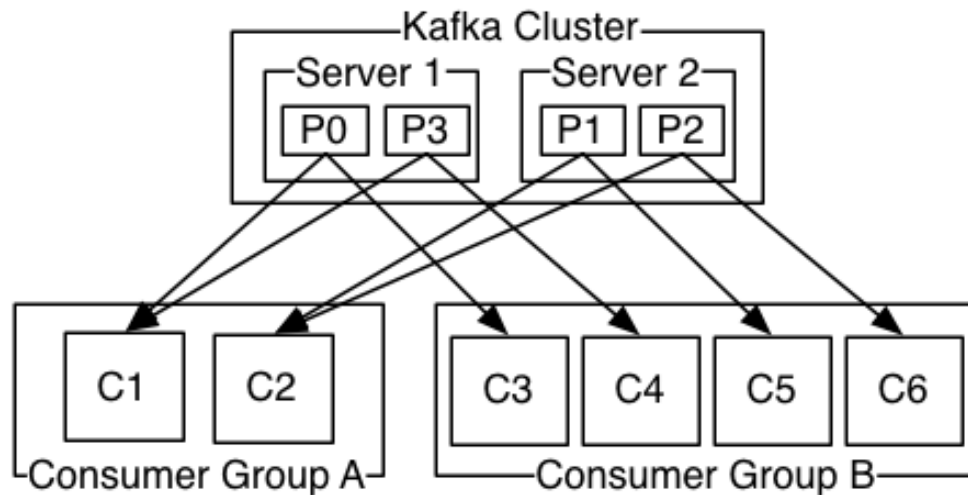 Kafka Cluster
Server 1 Server 2
P0 P3 P1 P2
C1 C2 C3 C4 C5 C6
Consumer Group A Consumer Group B